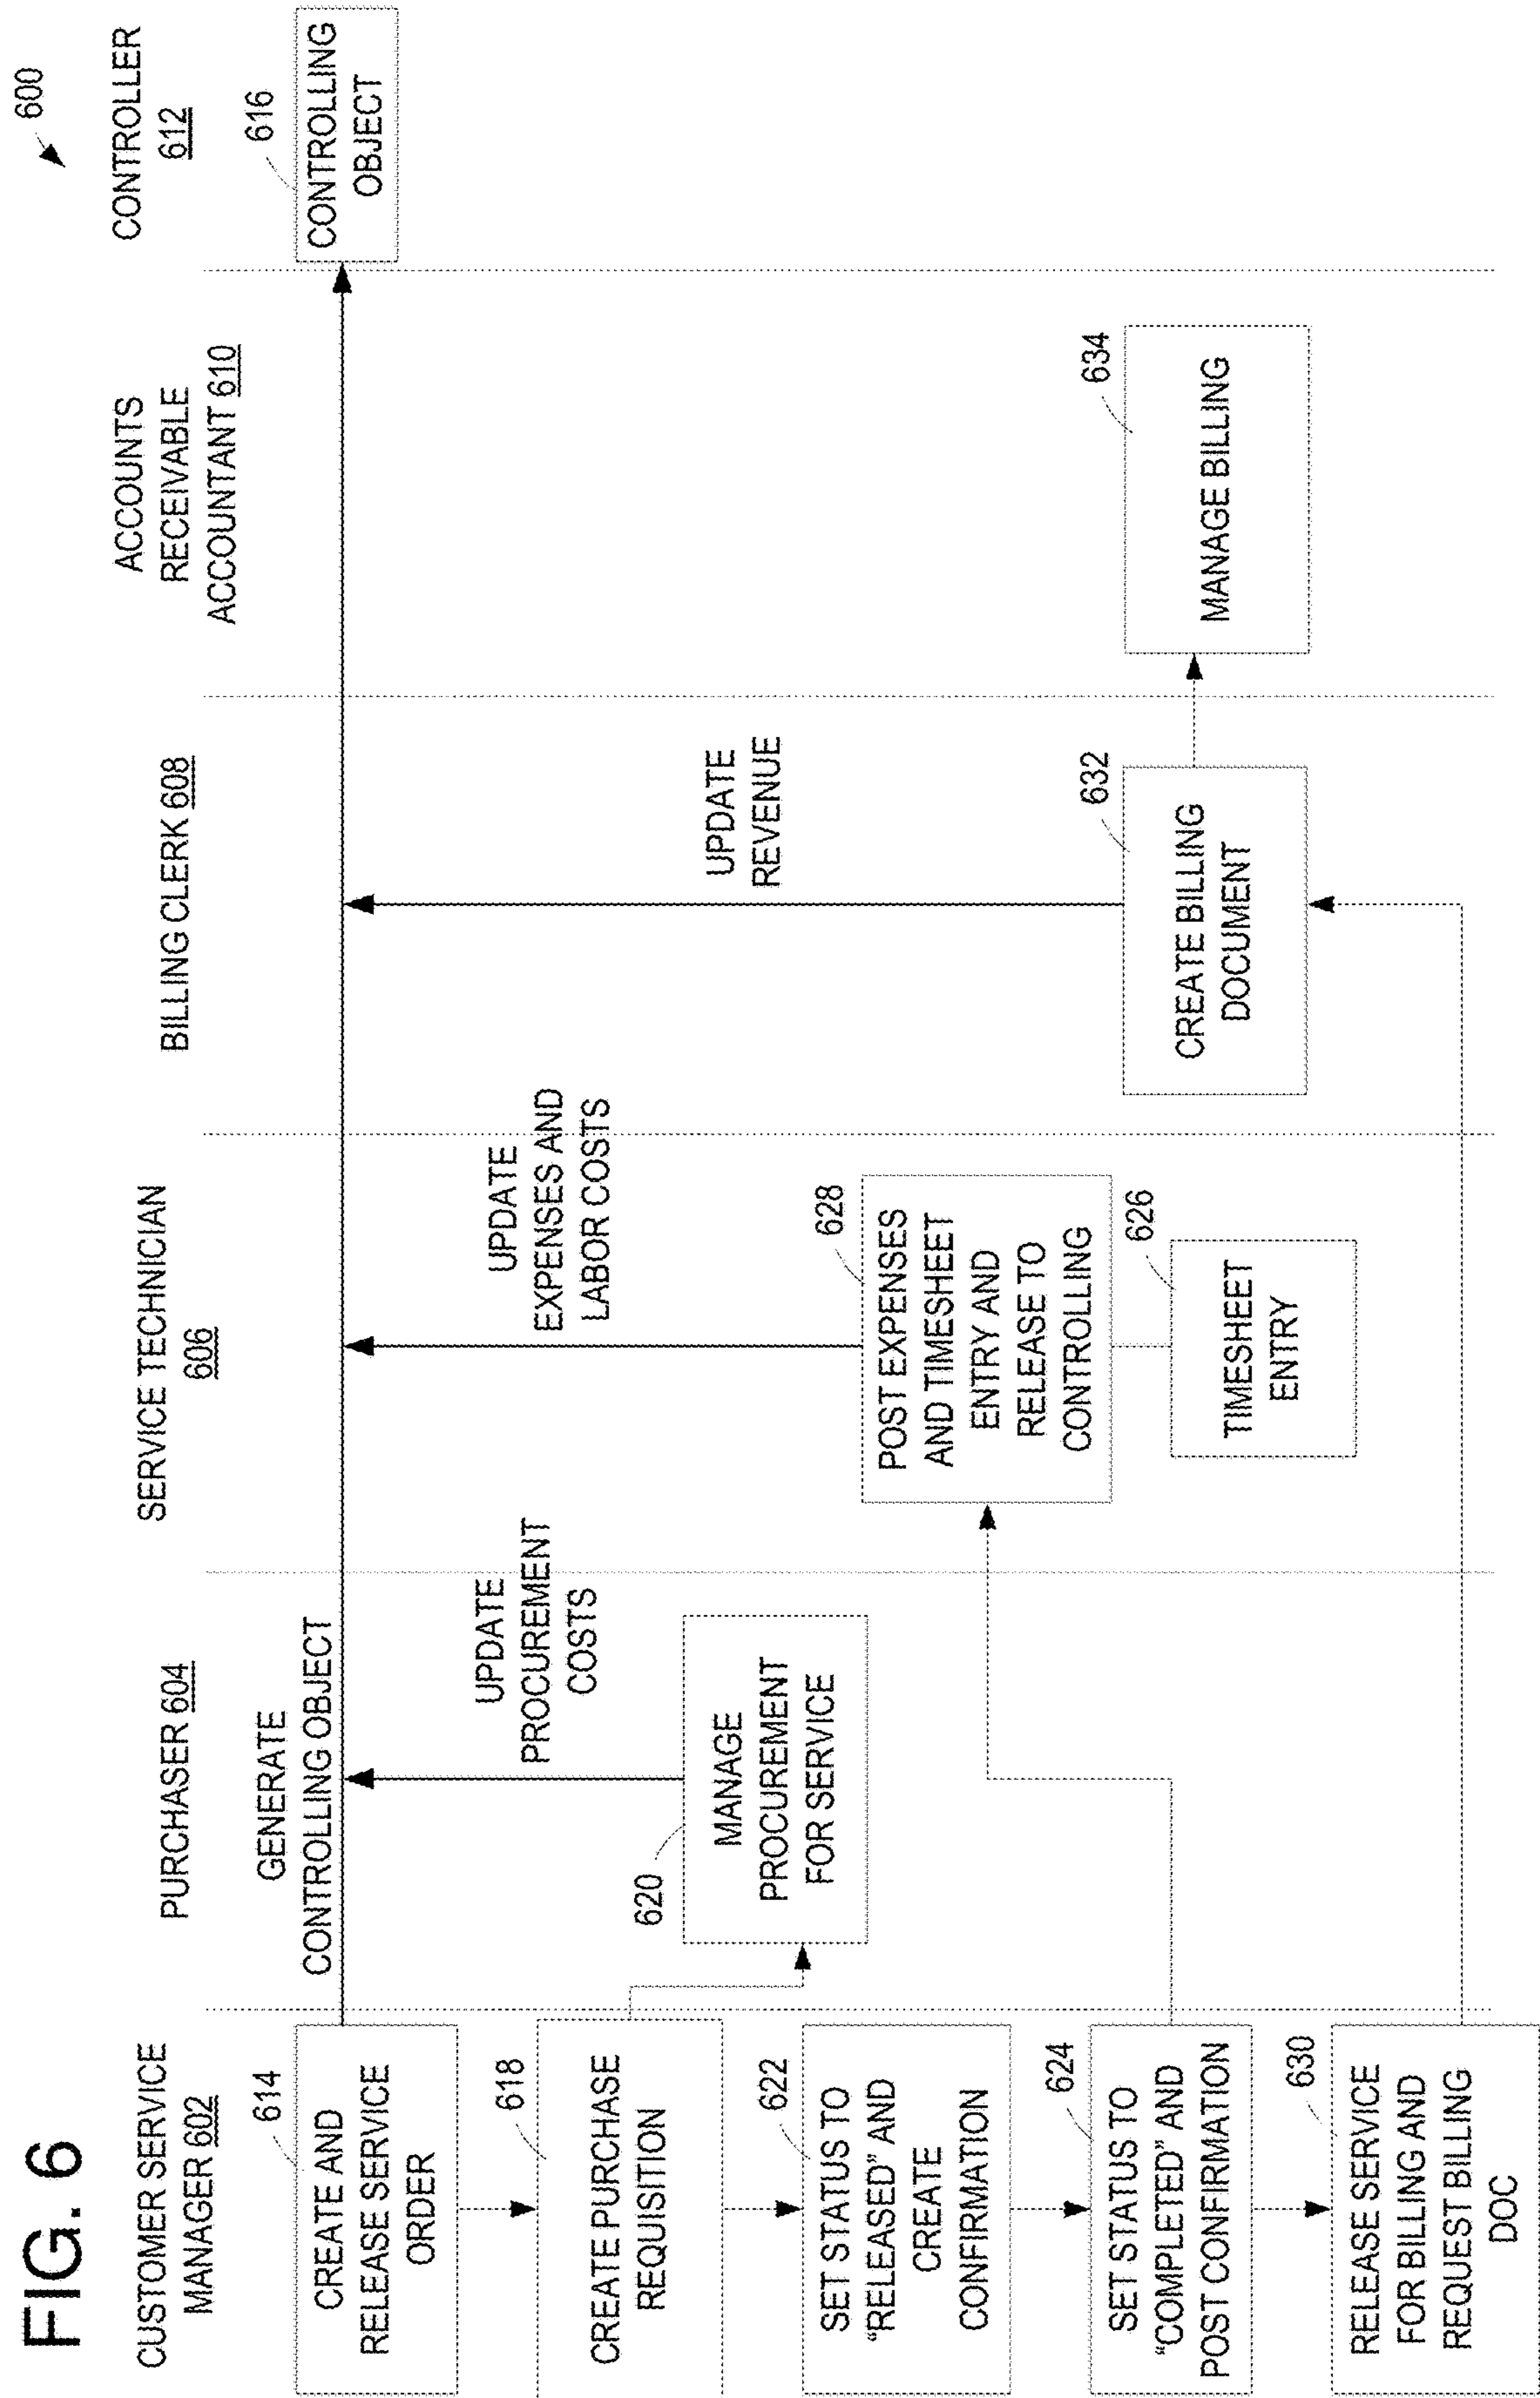 FIG. 6
600
CUSTOMER SERVICE
MANAGER 602
PURCHASER 604
SERVICE TECHNICIAN
606
BILLING CLERK 608
ACCOUNTS
RECEIVABLE
ACCOUNTANT 610
CONTROLLER
612
614
CREATE AND
RELEASE SERVICE
ORDER
GENERATE
CONTROLLING OBJECT
616
CONTROLLING
OBJECT
618
CREATE PURCHASE
REQUISITION
UPDATE
PROCUREMENT
COSTS
620
MANAGE
PROCUREMENT
FOR SERVICE
UPDATE
EXPENSES AND
LABOR COSTS
UPDATE
REVENUE
622
SET STATUS TO
“RELEASED” AND
CREATE
CONFIRMATION
628
POST EXPENSES
AND TIMESHEET
ENTRY AND
RELEASE TO
CONTROLLING
624
SET STATUS TO
“COMPLETED” AND
POST CONFIRMATION
626
TIMESHEET
ENTRY
632
CREATE BILLING
DOCUMENT
634
MANAGE BILLING
630
RELEASE SERVICE
FOR BILLING AND
REQUEST BILLING
DOC